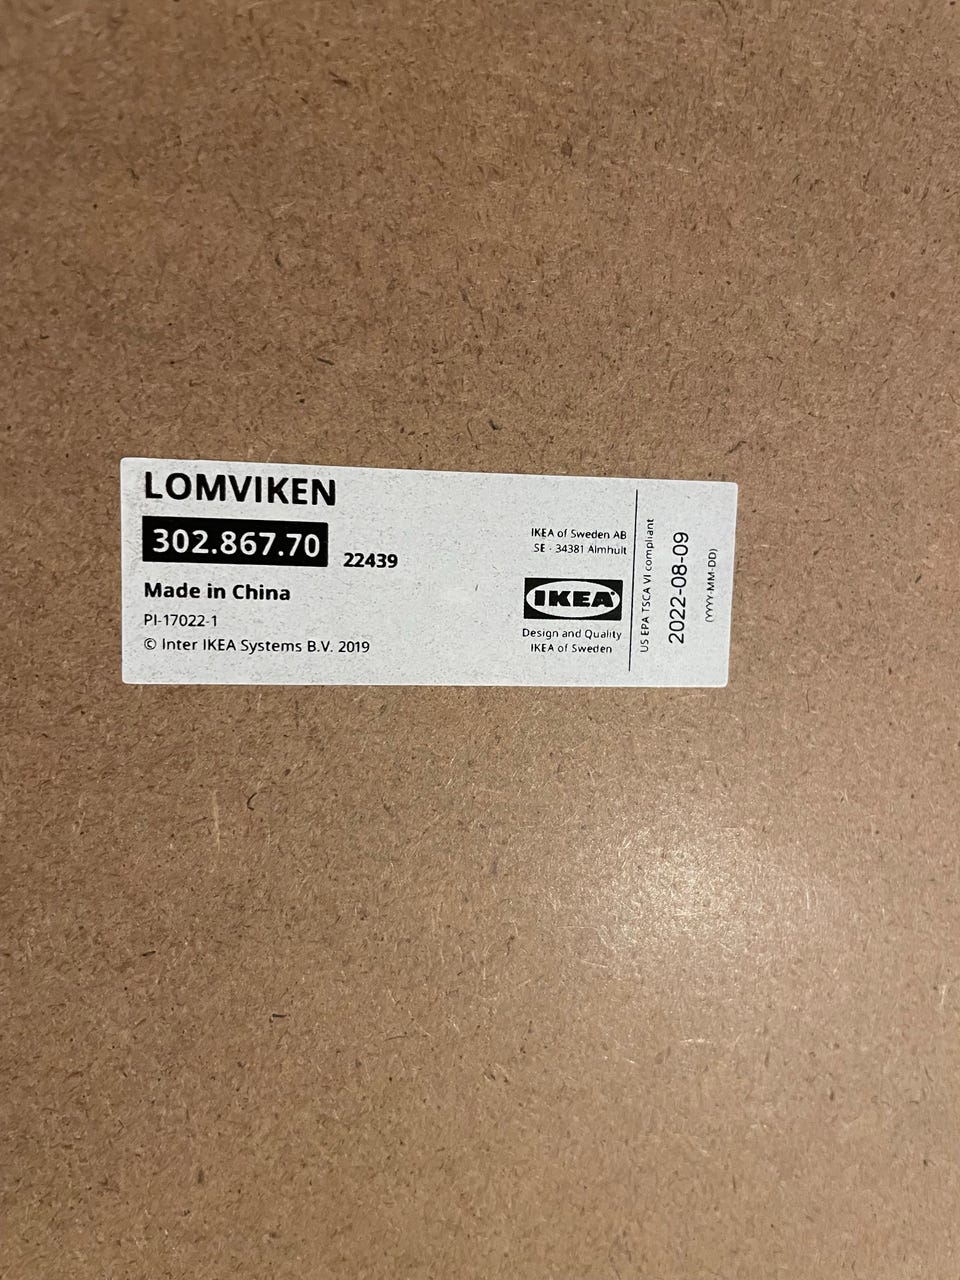 LOMVIKEN
302.867.70 22439
Made in China
PI-17022-1
© Inter IKEA Systems B.V. 2019
IKEA of Sweden AB
SE - 34381 Älmhult
IKEA®
Design and Quality
IKEA of Sweden
US EPA TSCA VI compliant
2022-08-09
(YYYY-MM-DD)